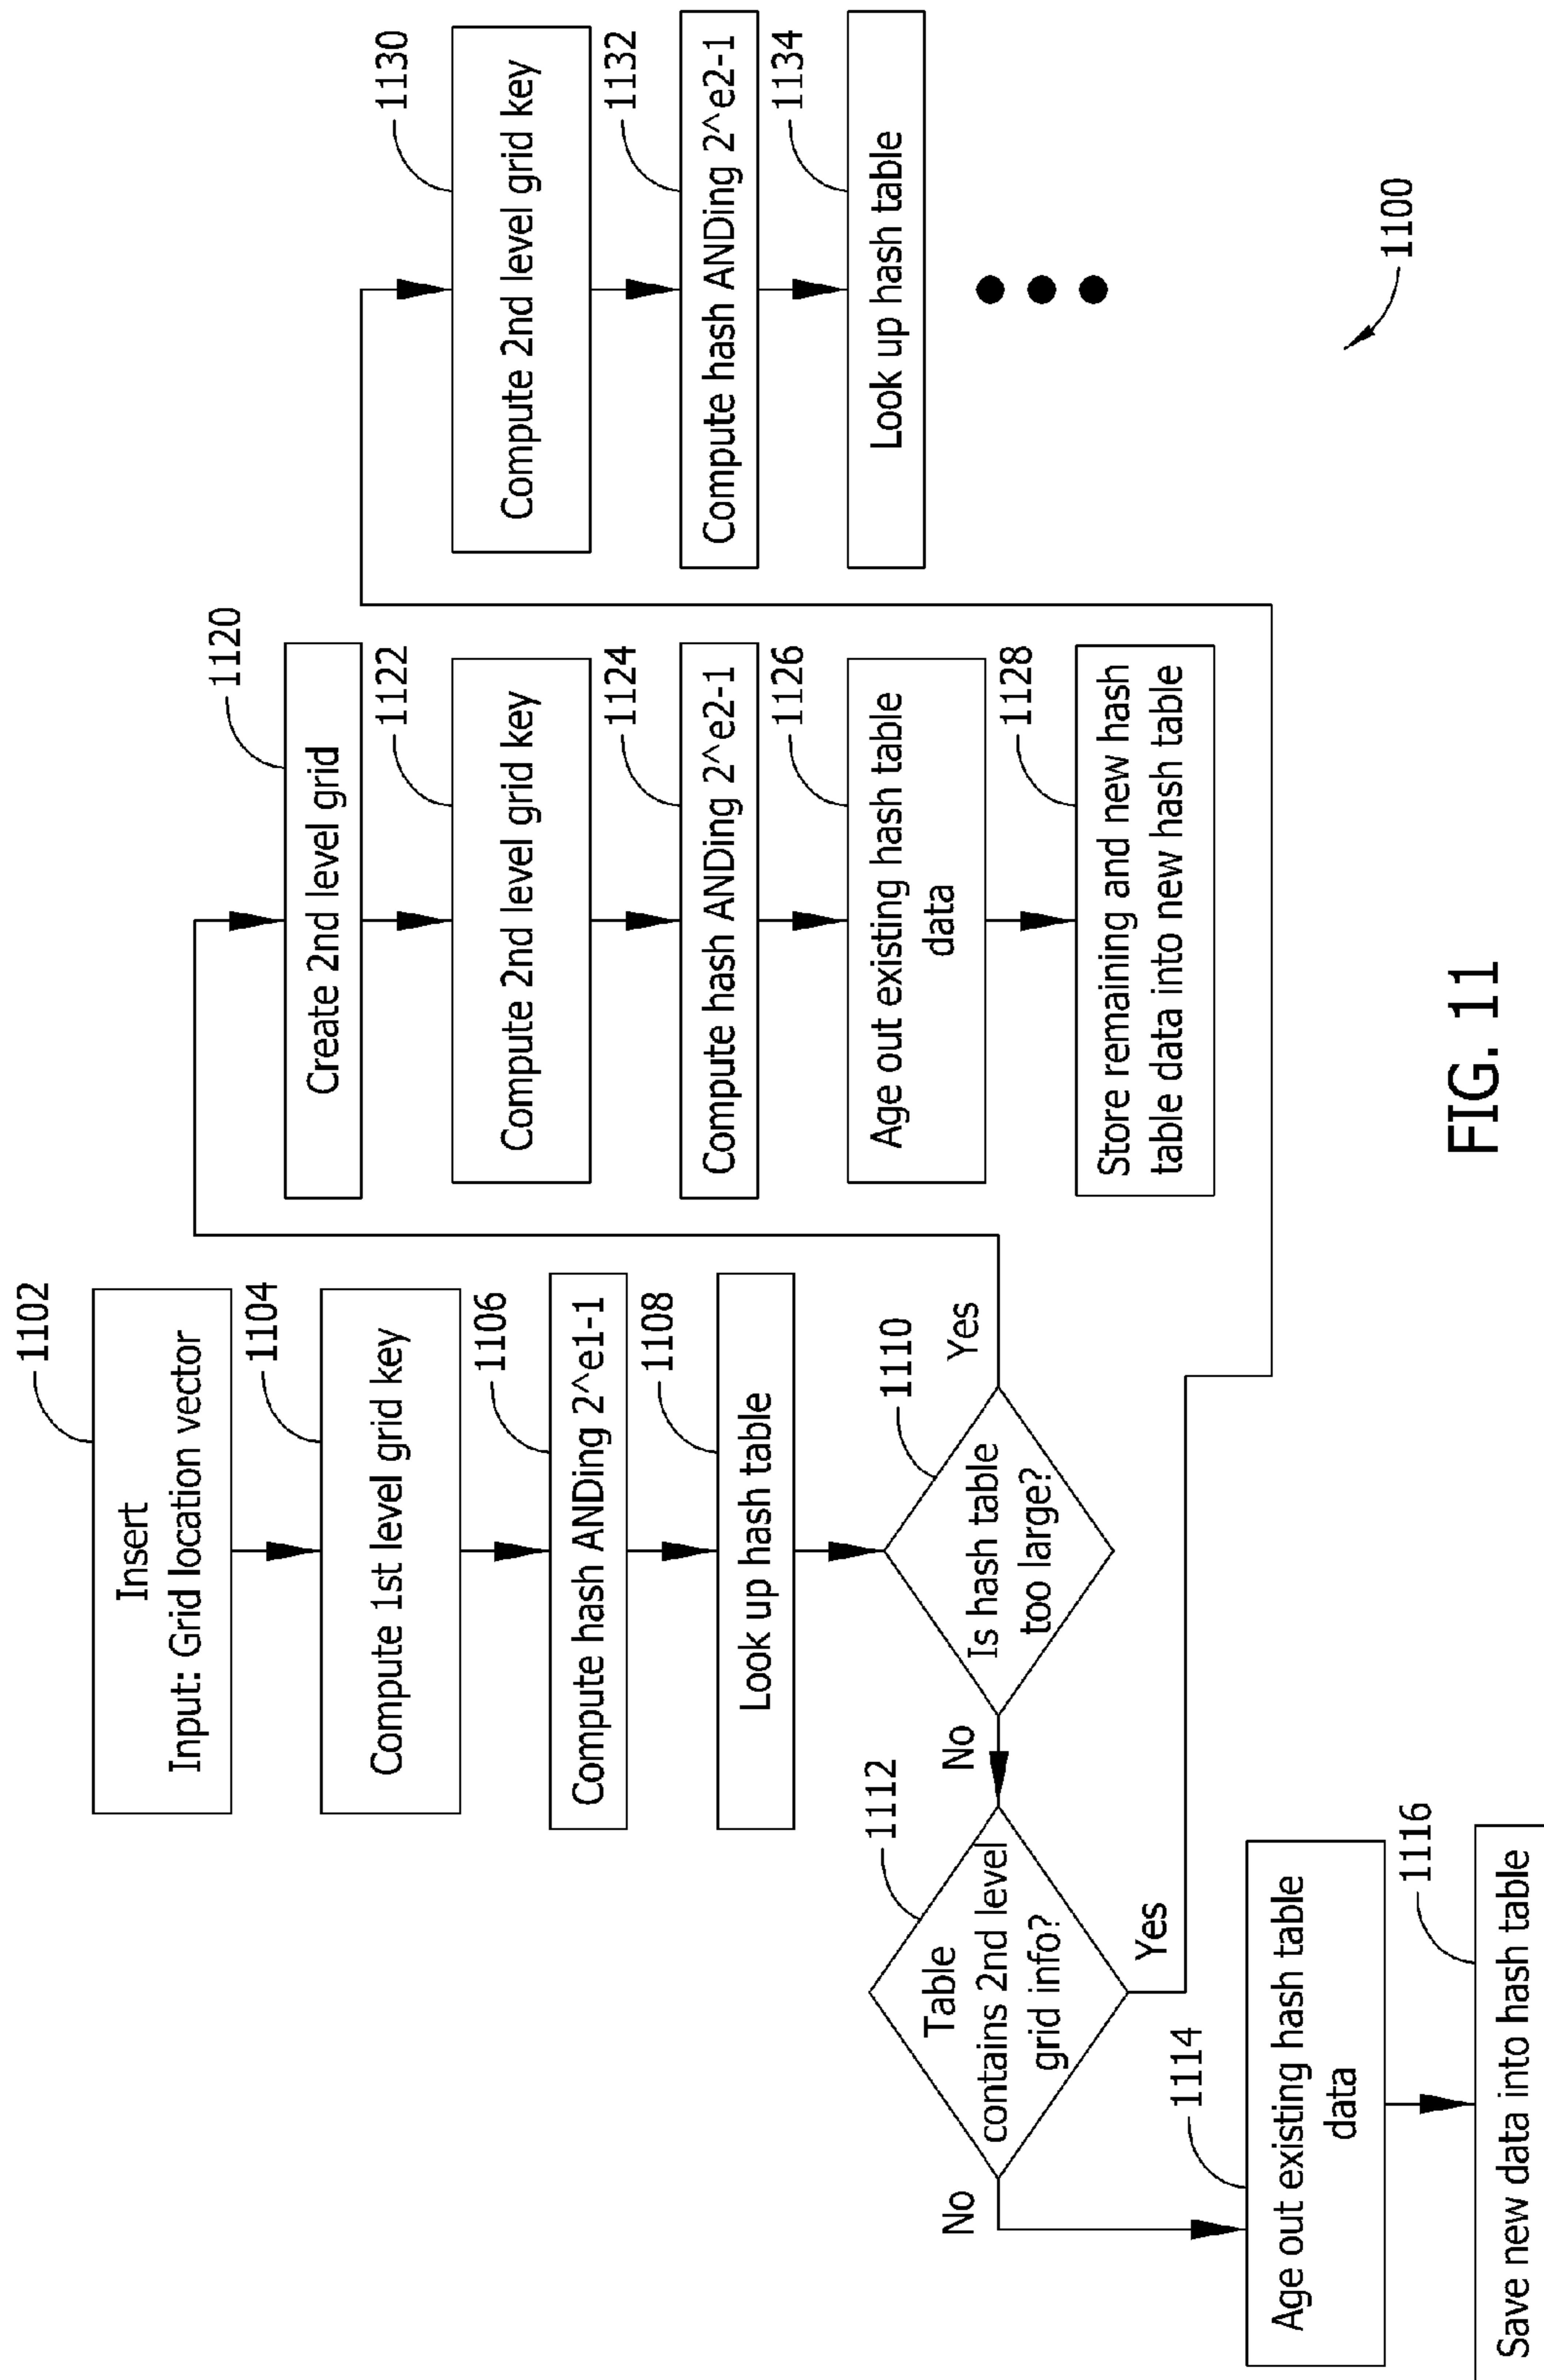 1102
Insert
Input: Grid location vector
1104
Compute 1st level grid key
1106
Compute hash ANDing 2^e1-1
1108
Look up hash table
1110
Is hash table
too large?
Yes
No
1112
Table
contains 2nd level
grid info?
Yes
No
1114
Age out existing hash table
data
1116
Save new data into hash table
1120
Create 2nd level grid
1122
Compute 2nd level grid key
1124
Compute hash ANDing 2^e2-1
1126
Age out existing hash table
data
1128
Store remaining and new hash
table data into new hash table
1130
Compute 2nd level grid key
1132
Compute hash ANDing 2^e2-1
1134
Look up hash table
1100
FIG. 11